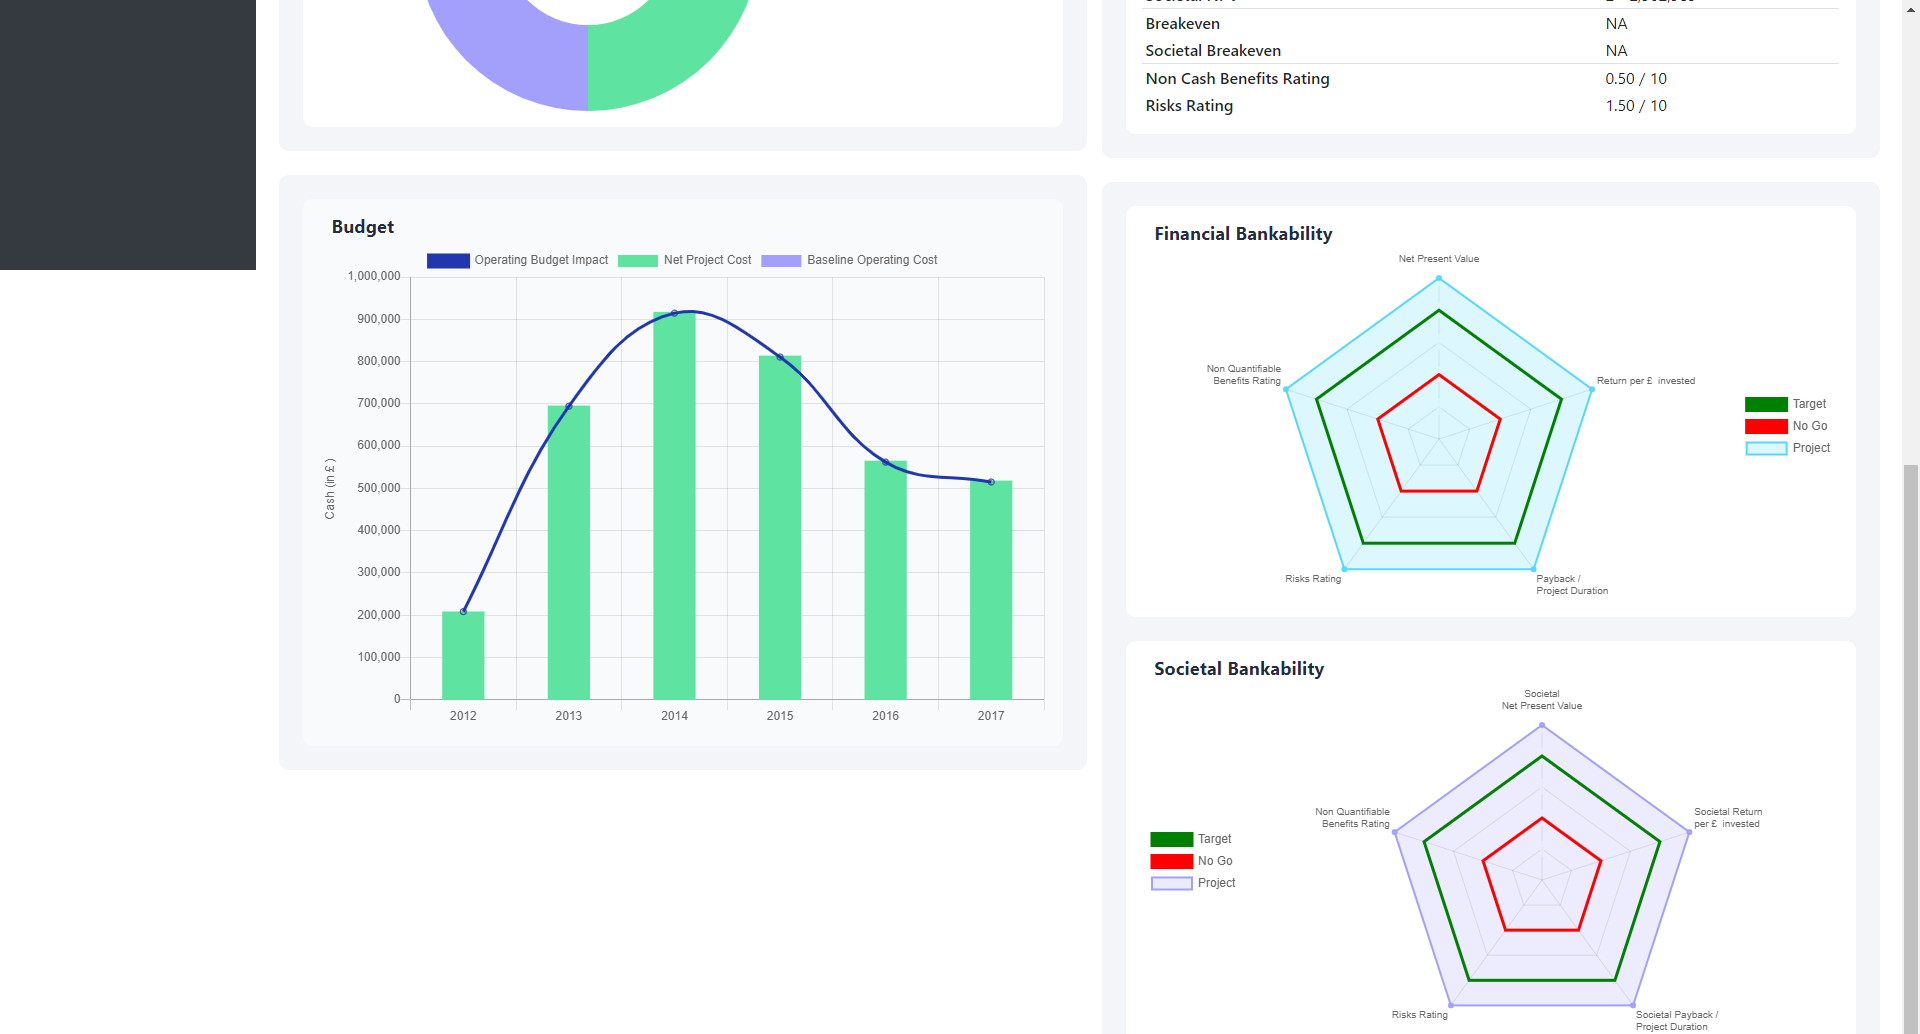 Breakeven NA
Societal Breakeven NA
Non Cash Benefits Rating 0.50 / 10
Risks Rating 1.50 / 10
Budget
Operating Budget Impact Net Project Cost Baseline Operating Cost
1,000,000
900,000
800,000
700,000
600,000
500,000
400,000
300,000
200,000
100,000
0
Cash (in £ )
2012 2013 2014 2015 2016 2017
Financial Bankability
Net Present Value
Non Quantifiable
Benefits Rating
Return per £ invested
Risks Rating
Payback /
Project Duration
Target
No Go
Project
Societal Bankability
Societal
Net Present Value
Non Quantifiable
Benefits Rating
Societal Return
per £ invested
Target
No Go
Project
Risks Rating
Societal Payback /
Project Duration